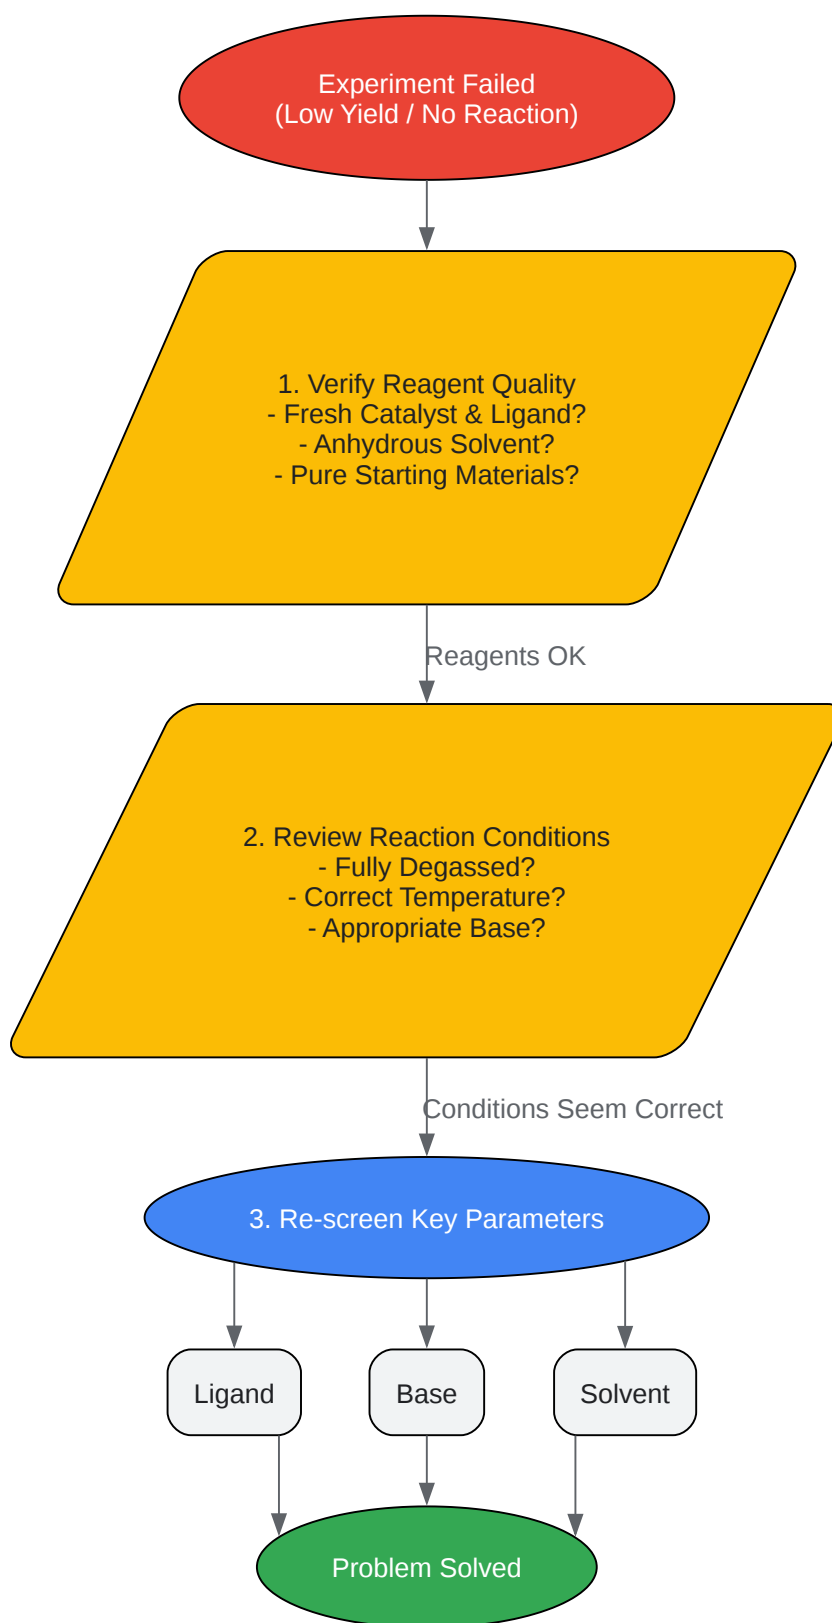 Experiment Failed
(Low Yield / No Reaction)
1. Verify Reagent Quality
- Fresh Catalyst & Ligand?
- Anhydrous Solvent?
- Pure Starting Materials?
Reagents OK
2. Review Reaction Conditions
- Fully Degassed?
- Correct Temperature?
- Appropriate Base?
Conditions Seem Correct
3. Re-screen Key Parameters
Ligand
Base
Solvent
Problem Solved